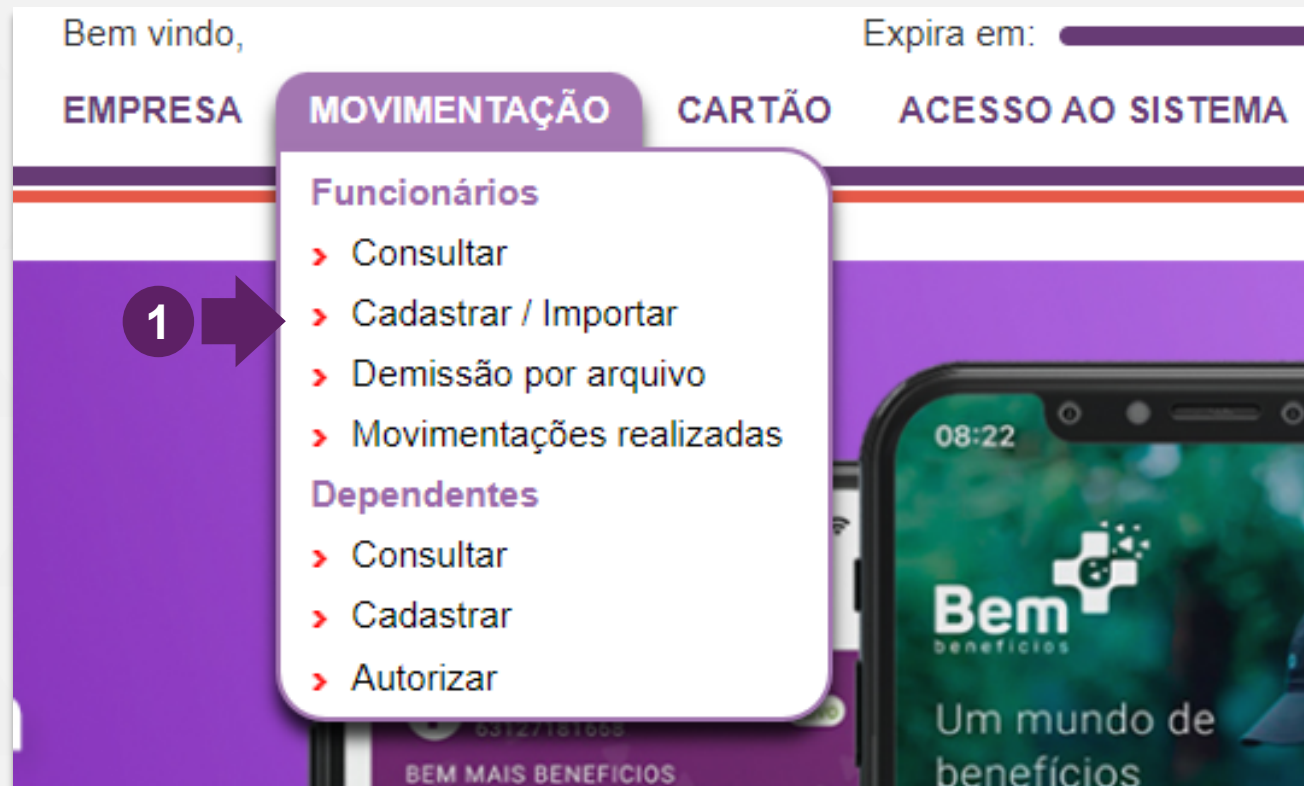 Bem vindo,
Expira em:
EMPRESA
MOVIMENTAÇÃO
CARTÃO
ACESSO AO SISTEMA
Funcionários
Consultar
1
Cadastrar / Importar
Demissão por arquivo
Movimentações realizadas
Dependentes
Consultar
Cadastrar
Autorizar
08:22
Bem
benefícios
Um mundo de
benefícios
63127181668
BEM MAIS BENEFICIOS